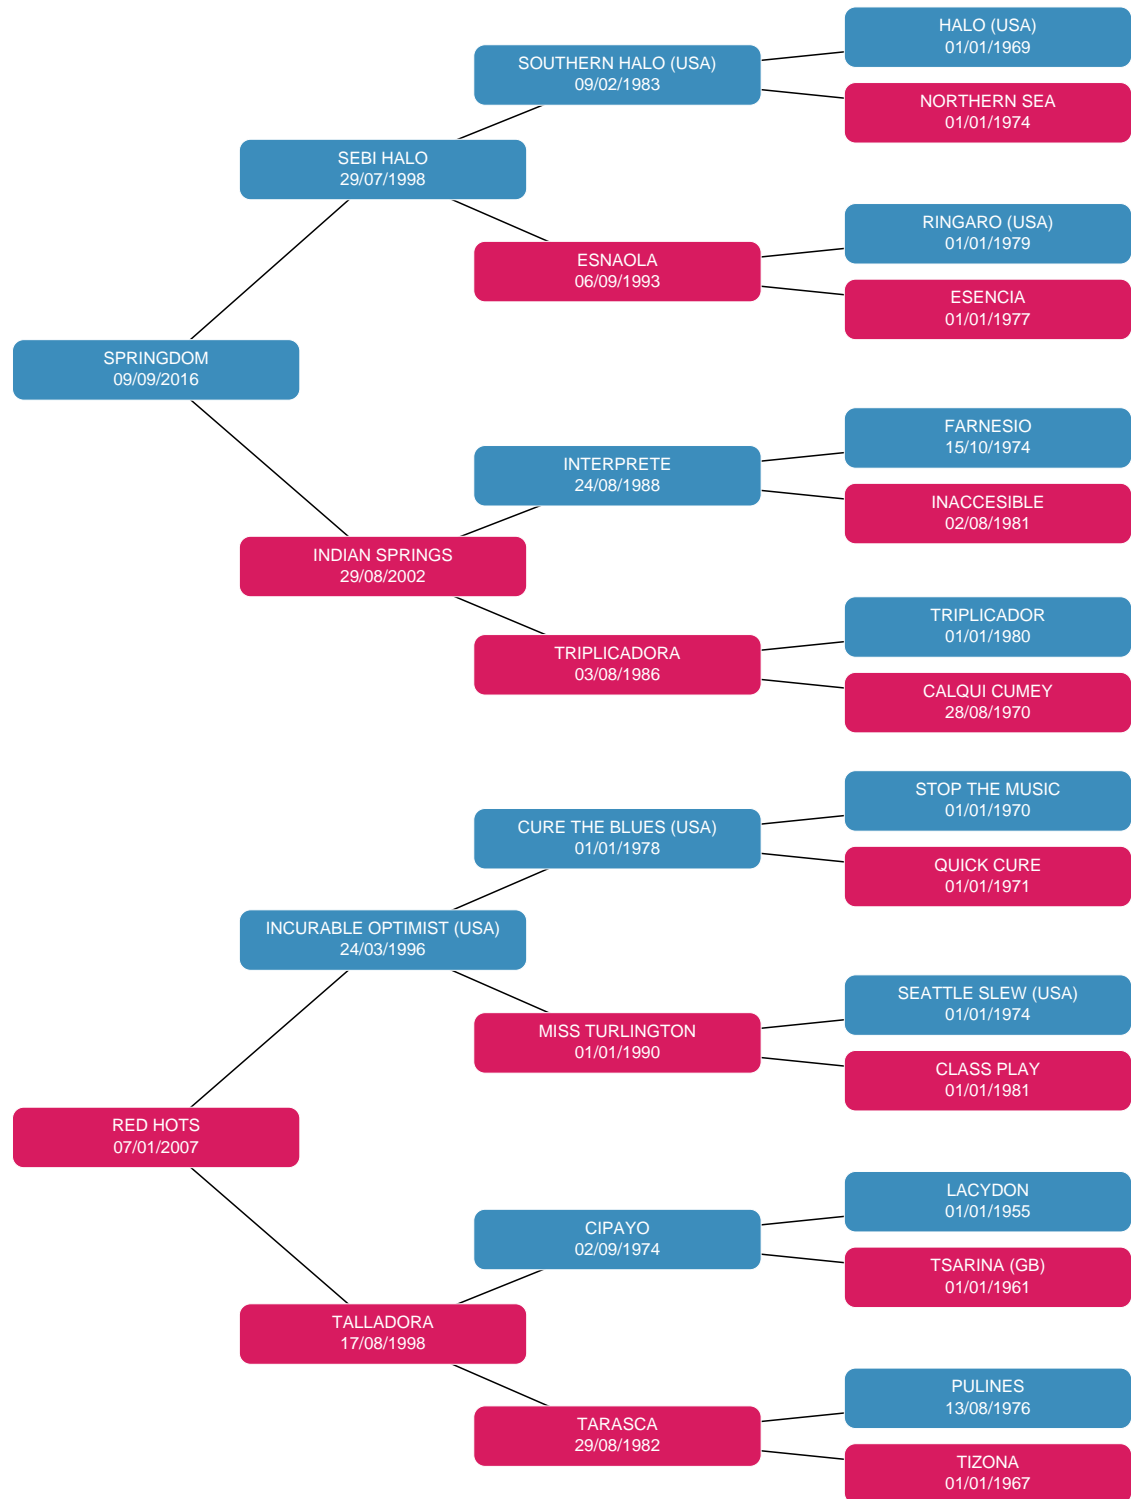 HALO (USA)
01/01/1969
SOUTHERN HALO (USA)
09/02/1983
NORTHERN SEA
01/01/1974
SEBI HALO
29/07/1998
RINGARO (USA)
01/01/1979
ESNAOLA
06/09/1993
ESENCIA
01/01/1977
SPRINGDOM
09/09/2016
FARNESIO
15/10/1974
INTERPRETE
24/08/1988
INACCESIBLE
02/08/1981
INDIAN SPRINGS
29/08/2002
TRIPLICADOR
01/01/1980
TRIPLICADORA
03/08/1986
CALQUI CUMEY
28/08/1970
STOP THE MUSIC
01/01/1970
CURE THE BLUES (USA)
01/01/1978
QUICK CURE
01/01/1971
INCURABLE OPTIMIST (USA)
24/03/1996
SEATTLE SLEW (USA)
01/01/1974
MISS TURLINGTON
01/01/1990
CLASS PLAY
01/01/1981
RED HOTS
07/01/2007
LACYDON
01/01/1955
CIPAYO
02/09/1974
TSARINA (GB)
01/01/1961
TALLADORA
17/08/1998
PULINES
13/08/1976
TARASCA
29/08/1982
TIZONA
01/01/1967